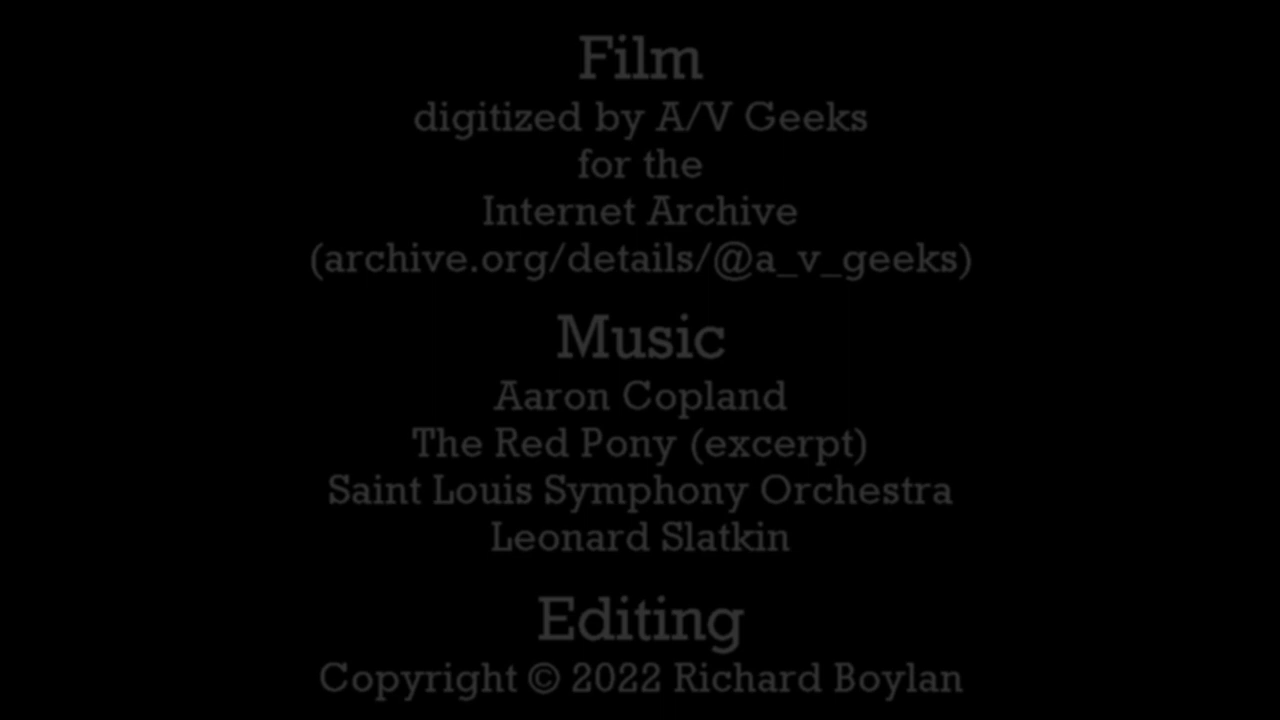 Film
digitized by A/V Geeks
for the
Internet Archive
(archive.org/details/@a_v_geeks)
Music
Aaron Copland
The Red Pony (excerpt)
Saint Louis Symphony Orchestra
Leonard Slatkin
Editing
Copyright © 2022 Richard Boylan